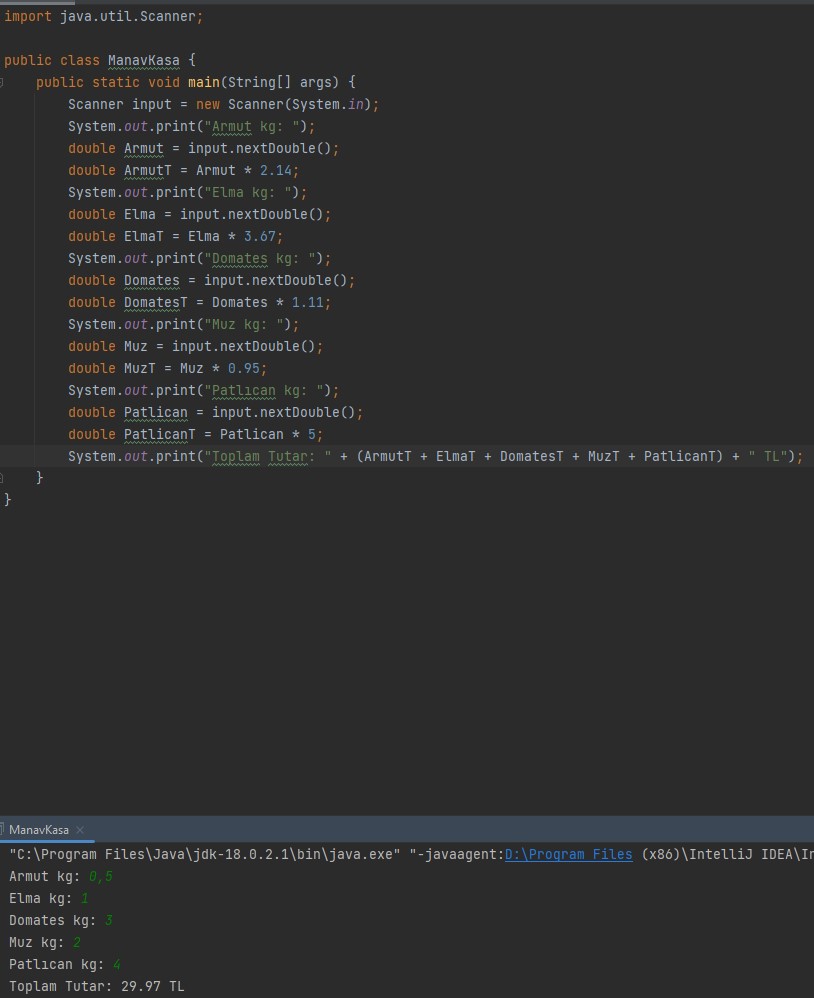 import java.util.Scanner;
public class ManavKasa {
public static void main(String[] args) {
Scanner input = new Scanner(System.in);
System.out.print("Armut kg: ");
double Armut = input.nextDouble();
double ArmutT = Armut * 2.14;
System.out.print("Elma kg: ");
double Elma = input.nextDouble();
double ElmaT = Elma * 3.67;
System.out.print("Domates kg: ");
double Domates = input.nextDouble();
double DomatesT = Domates * 1.11;
System.out.print("Muz kg: ");
double Muz = input.nextDouble();
double MuzT = Muz * 0.95;
System.out.print("Patlıcan kg: ");
double Patlican = input.nextDouble();
double PatlicanT = Patlican * 5;
System.out.print("Toplam Tutar: " + (ArmutT + ElmaT + DomatesT + MuzT + PatlicanT) + " TL");
}
}
ManavKasa
"C:\Program Files\Java\jdk-18.0.2.1\bin\java.exe" "-javaagent:D:\Program Files (x86)\IntelliJ IDEA\In
Armut kg: 0,5
Elma kg: 1
Domates kg: 3
Muz kg: 2
Patlıcan kg: 4
Toplam Tutar: 29.97 TL